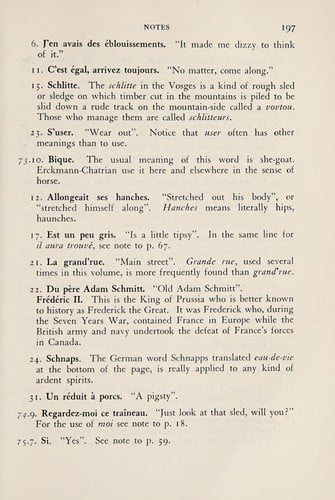 NOTES 197
6. J'en avais des éblouissements. "It made me dizzy to think
of it."
11. C'est égal, arrivez toujours. "No matter, come along."
15. Schlitte. The schlitte in the Vosges is a kind of rough sled
or sledge on which timber cut in the mountains is piled to be
slid down a rude track on the mountain-side called a vortou.
Those who manage them are called schlitteurs.
23. S'user. "Wear out". Notice that user often has other
meanings than to use.
73.10. Bique. The usual meaning of this word is she-goat.
Erckmann-Chatrian use it here and elsewhere in the sense of
horse.
12. Allongeait ses hanches. "Stretched out his body", or
"stretched himself along". Hanches means literally hips,
haunches.
17. Est un peu gris. "Is a little tipsy". In the same line for
il aura trouvé, see note to p. 67.
21. La grand'rue. "Main street". Grande rue, used several
times in this volume, is more frequently found than grand'rue.
22. Du père Adam Schmitt. "Old Adam Schmitt".
Frédéric II. This is the King of Prussia who is better known
to history as Frederick the Great. It was Frederick who, during
the Seven Years War, contained France in Europe while the
British army and navy undertook the defeat of France's forces
in Canada.
24. Schnaps. The German word Schnapps translated eau-de-vie
at the bottom of the page, is really applied to any kind of
ardent spirits.
31. Un réduit à porcs. "A pigsty".
74.9. Regardez-moi ce traîneau. "Just look at that sled, will you?"
For the use of moi see note to p. 18.
75.7. Si. "Yes". See note to p. 59.